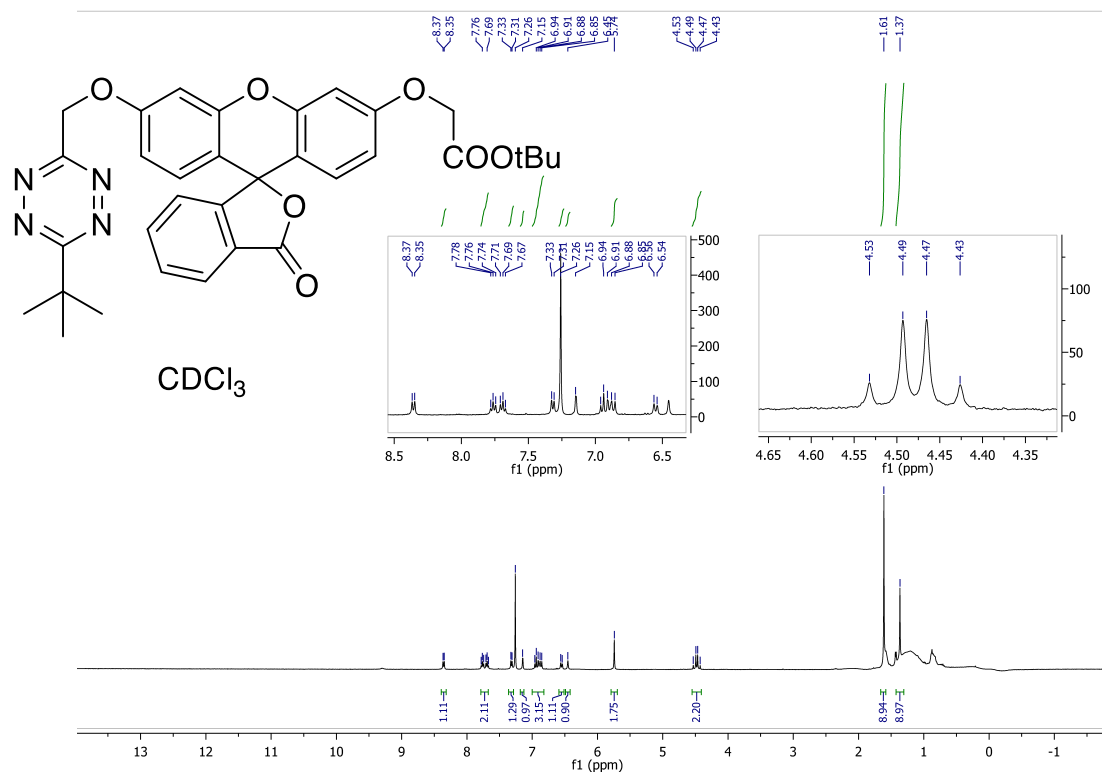 8.37 8.35 7.76 7.69 7.33 7.31 7.26 7.15 6.94 6.91 6.88 6.85 6.45 5.74 4.53 4.49 4.47 4.43 1.61 1.37
O O O
COOtBu
N N
N N
O
O
CDCl3
8.37 8.35 7.78 7.76 7.74 7.71 7.69 7.67 7.33 7.31 7.26 7.15 6.94 6.91 6.88 6.85 6.56 6.54
500
400
300
200
100
0
8.5 8.0 7.5 7.0 6.5
f1 (ppm)
4.53 4.49 4.47 4.43
100
50
0
4.65 4.60 4.55 4.50 4.45 4.40 4.35
f1 (ppm)
1.11 2.11 1.29 0.97 3.15 1.11 0.90 1.75 2.20 8.94 8.97
13 12 11 10 9 8 7 6 5 4 3 2 1 0 -1
f1 (ppm)